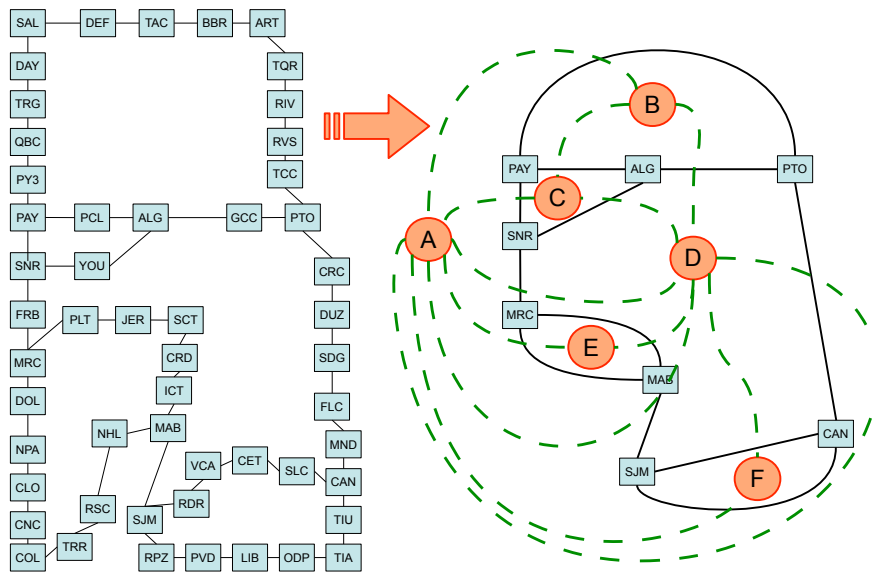 SAL DEF TAC BBR ART
DAY TQR
TRG RIV
QBC RVS
PY3 TCC
PAY PCL ALG GCC PTO
SNR YOU CRC
FRB PLT JER SCT DUZ
MRC CRD SDG
DOL ICT FLC
NPA NHL MAB MND
CLO VCA CET SLC CAN
CNC RSC RDR SJM TIU
COL TRR RPZ PVD LIB ODP TIA
B
PAY ALG PTO
C
SNR A D
MRC E
MAB
CAN
SJM F